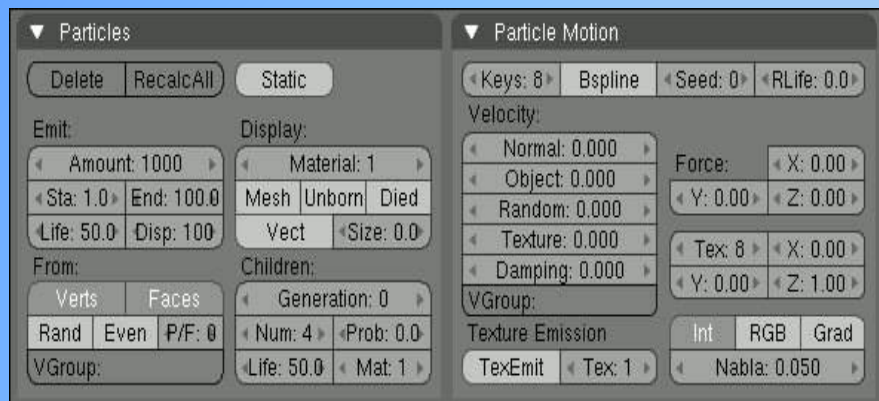 Particles
Delete RecalcAll Static
Emit: Display:
Amount: 1000 Material: 1
Sta: 1.0 End: 100.0 Mesh Unborn Died
Life: 50.0 Disp: 100 Vect Size: 0.0
From: Children:
Verts Faces Generation: 0
Rand Even P/F: 0 Num: 4 Prob: 0.0
VGroup: Life: 50.0 Mat: 1
Particle Motion
Keys: 8 Bspline Seed: 0 RLife: 0.0
Velocity:
Normal: 0.000
Object: 0.000 Force: X: 0.00
Random: 0.000 Y: 0.00 Z: 0.00
Texture: 0.000 Tex: 8 X: 0.00
Damping: 0.000 Y: 0.00 Z: 1.00
VGroup:
Texture Emission Int RGB Grad
TexEmit Tex: 1 Nabla: 0.050